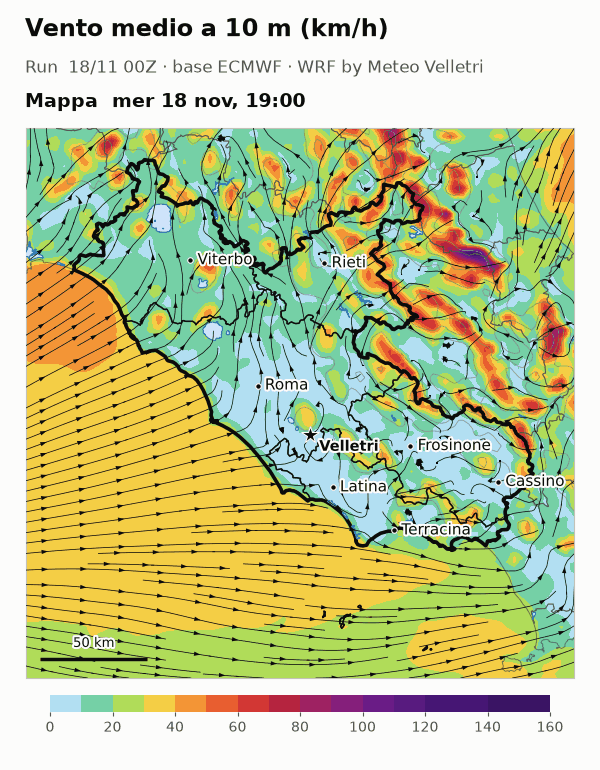 Vento medio a 10 m (km/h)
Run 18/11 00Z · base ECMWF · WRF by Meteo Velletri
Mappa mer 18 nov, 19:00
Viterbo
Rieti
Roma
Velletri
Frosinone
Latina
Cassino
Terracina
50 km
0 20 40 60 80 100 120 140 160